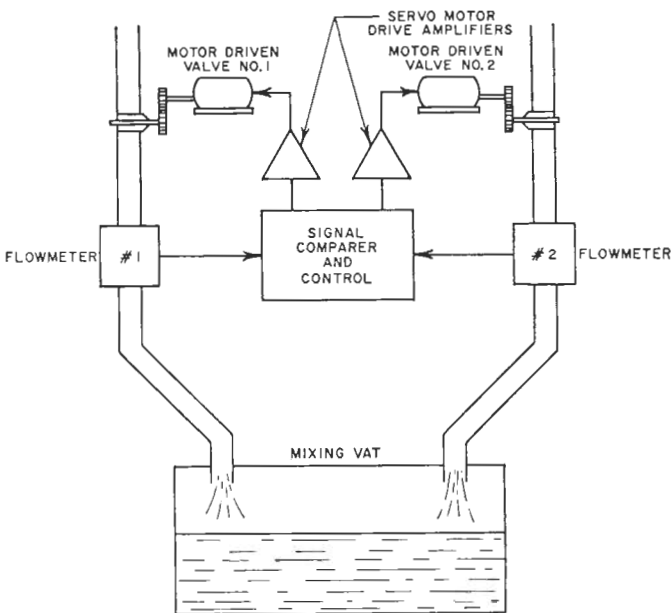 SERVO MOTOR
DRIVE AMPLIFIERS
MOTOR DRIVEN
VALVE NO.1
MOTOR DRIVEN
VALVE NO.2
SIGNAL
COMPARER
AND
CONTROL
FLOWMETER
#1
#2
FLOWMETER
MIXING VAT